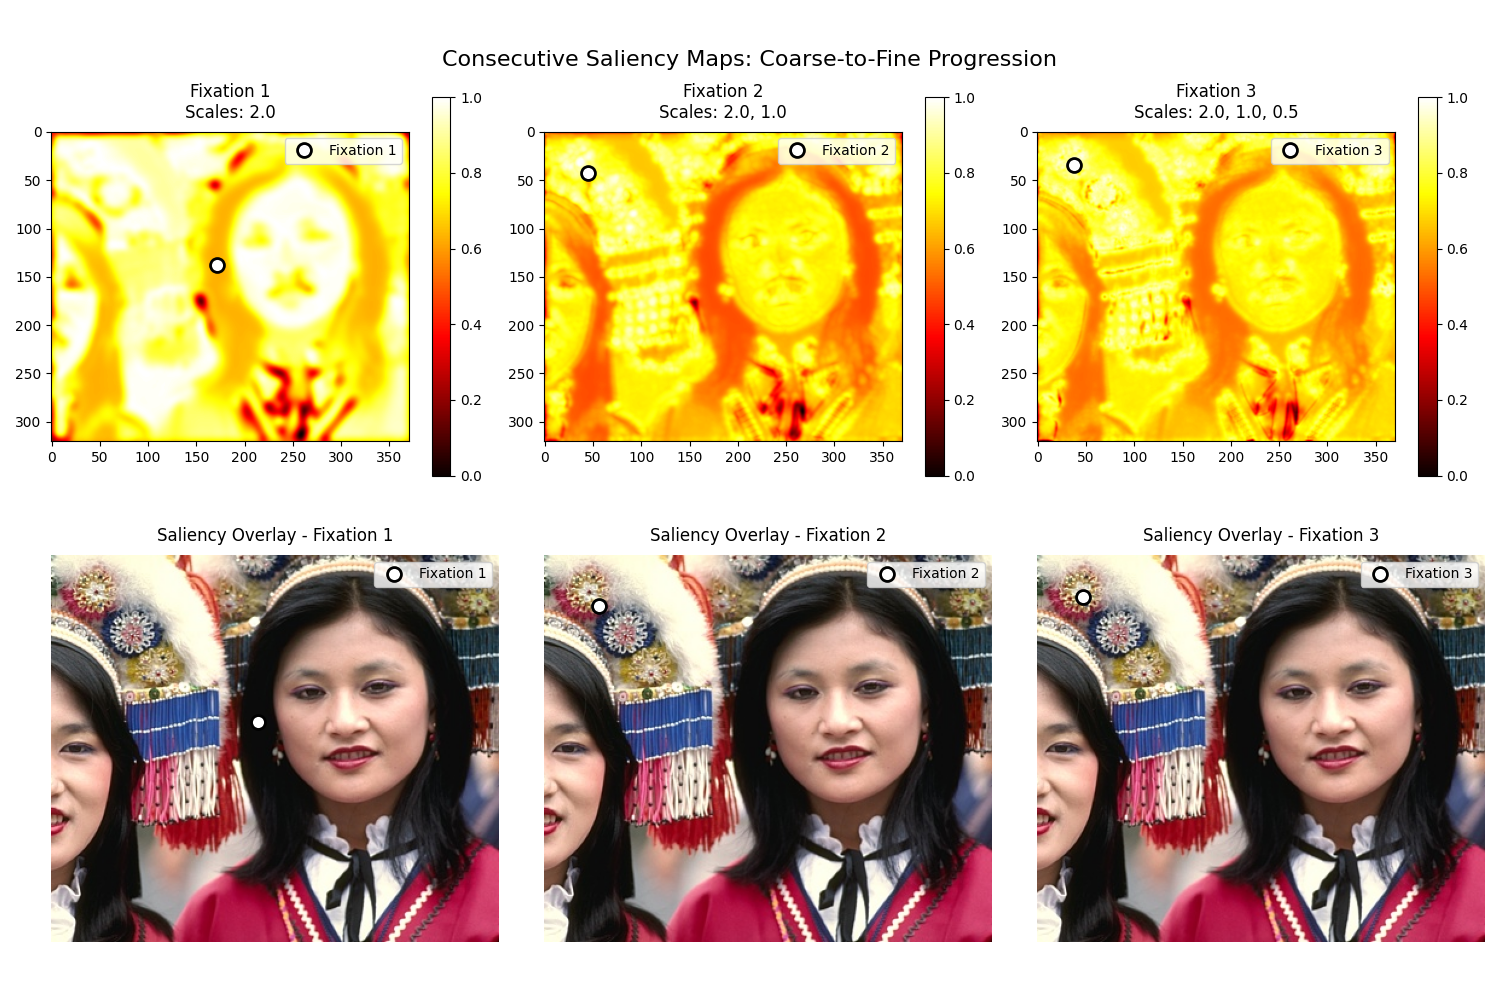 Consecutive Saliency Maps: Coarse-to-Fine Progression
Fixation 1
Scales: 2.0
Fixation 1
0
50
100
150
200
250
300
0 50 100 150 200 250 300 350
1.0
0.8
0.6
0.4
0.2
0.0
Fixation 2
Scales: 2.0, 1.0
Fixation 2
0
50
100
150
200
250
300
0 50 100 150 200 250 300 350
1.0
0.8
0.6
0.4
0.2
0.0
Fixation 3
Scales: 2.0, 1.0, 0.5
Fixation 3
0
50
100
150
200
250
300
0 50 100 150 200 250 300 350
1.0
0.8
0.6
0.4
0.2
0.0
Saliency Overlay - Fixation 1
Fixation 1
Saliency Overlay - Fixation 2
Fixation 2
Saliency Overlay - Fixation 3
Fixation 3